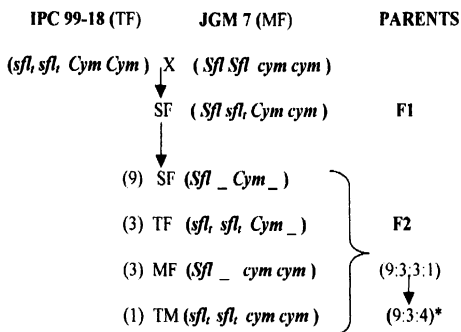 IPC 99-18 (TF) JGM 7 (MF) PARENTS
(sflt sflt Cym Cym) X (Sfl Sfl cym cym)
SF (Sfl sflt Cym cym) F1
(9) SF (Sfl _ Cym _)
(3) TF (sflt sflt Cym _) F2
(3) MF (Sfl _ cym cym) (9:3:3:1)
(1) TM (sflt sflt cym cym) (9:3:4)*